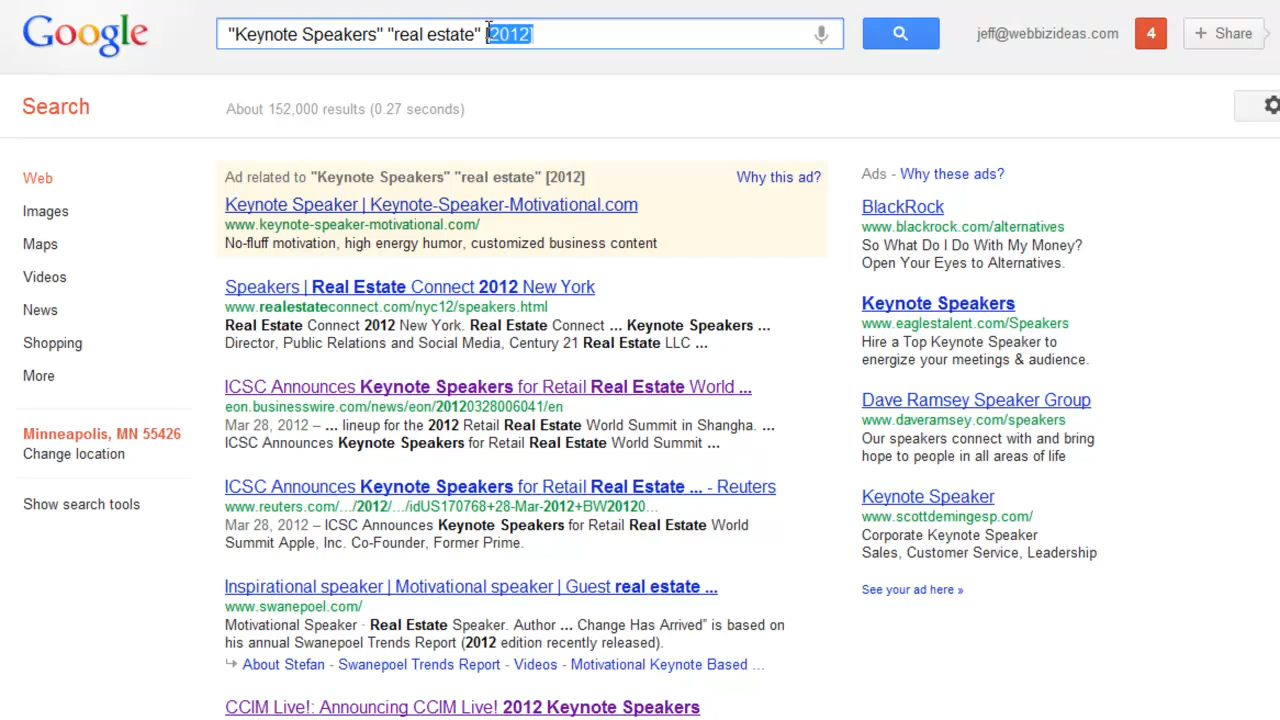 Google
"Keynote Speakers" "real estate" [2012]
jeff@webbizideas.com
4
+ Share
Search
About 152,000 results (0.27 seconds)
Web
Images
Maps
Videos
News
Shopping
More
Minneapolis, MN 55426
Change location
Show search tools
Ad related to "Keynote Speakers" "real estate" [2012]
Why this ad?
Keynote Speaker | Keynote-Speaker-Motivational.com
www.keynote-speaker-motivational.com/
No-fluff motivation, high energy humor, customized business content
Speakers | Real Estate Connect 2012 New York
www.realestateconnect.com/nyc12/speakers.html
Real Estate Connect 2012 New York. Real Estate Connect ... Keynote Speakers ...
Director, Public Relations and Social Media, Century 21 Real Estate LLC ...
ICSC Announces Keynote Speakers for Retail Real Estate World ...
eon.businesswire.com/news/eon/20120328006041/en
Mar 28, 2012 – ... lineup for the 2012 Retail Real Estate World Summit in Shangha. ...
ICSC Announces Keynote Speakers for Retail Real Estate World Summit ...
ICSC Announces Keynote Speakers for Retail Real Estate ... - Reuters
www.reuters.com/.../2012/.../idUS170768+28-Mar-2012+BW20120...
Mar 28, 2012 – ICSC Announces Keynote Speakers for Retail Real Estate World
Summit Apple, Inc. Co-Founder, Former Prime.
Inspirational speaker | Motivational speaker | Guest real estate ...
www.swanepoel.com/
Motivational Speaker · Real Estate Speaker. Author ... Change Has Arrived” is based on
his annual Swanepoel Trends Report (2012 edition recently released).
About Stefan - Swanepoel Trends Report - Videos - Motivational Keynote Based ...
CCIM Live!: Announcing CCIM Live! 2012 Keynote Speakers
Ads - Why these ads?
BlackRock
www.blackrock.com/alternatives
So What Do I Do With My Money?
Open Your Eyes to Alternatives.
Keynote Speakers
www.eaglestalent.com/Speakers
Hire a Top Keynote Speaker to
energize your meetings & audience.
Dave Ramsey Speaker Group
www.daveramsey.com/speakers
Our speakers connect with and bring
hope to people in all areas of life
Keynote Speaker
www.scottdemingesp.com/
Corporate Keynote Speaker
Sales, Customer Service, Leadership
See your ad here »